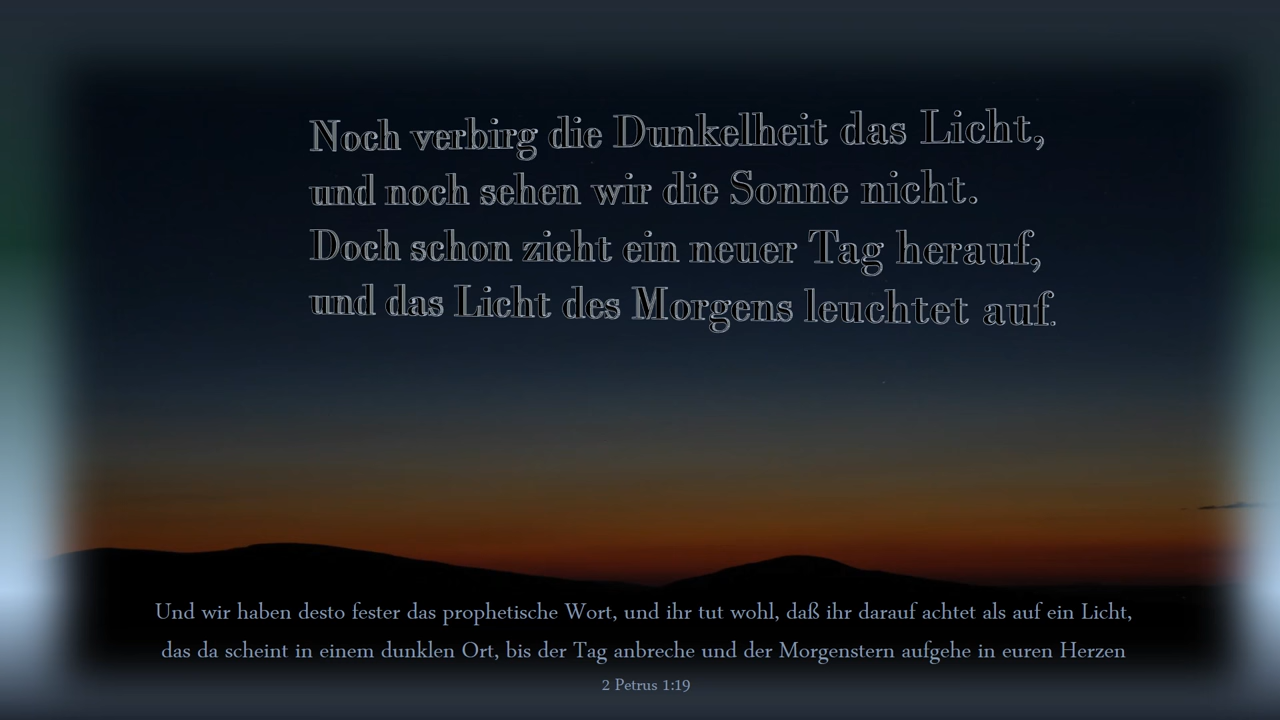 Noch verbirg die Dunkelheit das Licht,
und noch sehen wir die Sonne nicht.
Doch schon zieht ein neuer Tag herauf,
und das Licht des Morgens leuchtet auf.
Und wir haben desto fester das prophetische Wort, und ihr tut wohl, daß ihr darauf achtet als auf ein Licht,
das da scheint in einem dunklen Ort, bis der Tag anbreche und der Morgenstern aufgehe in euren Herzen
2 Petrus 1:19